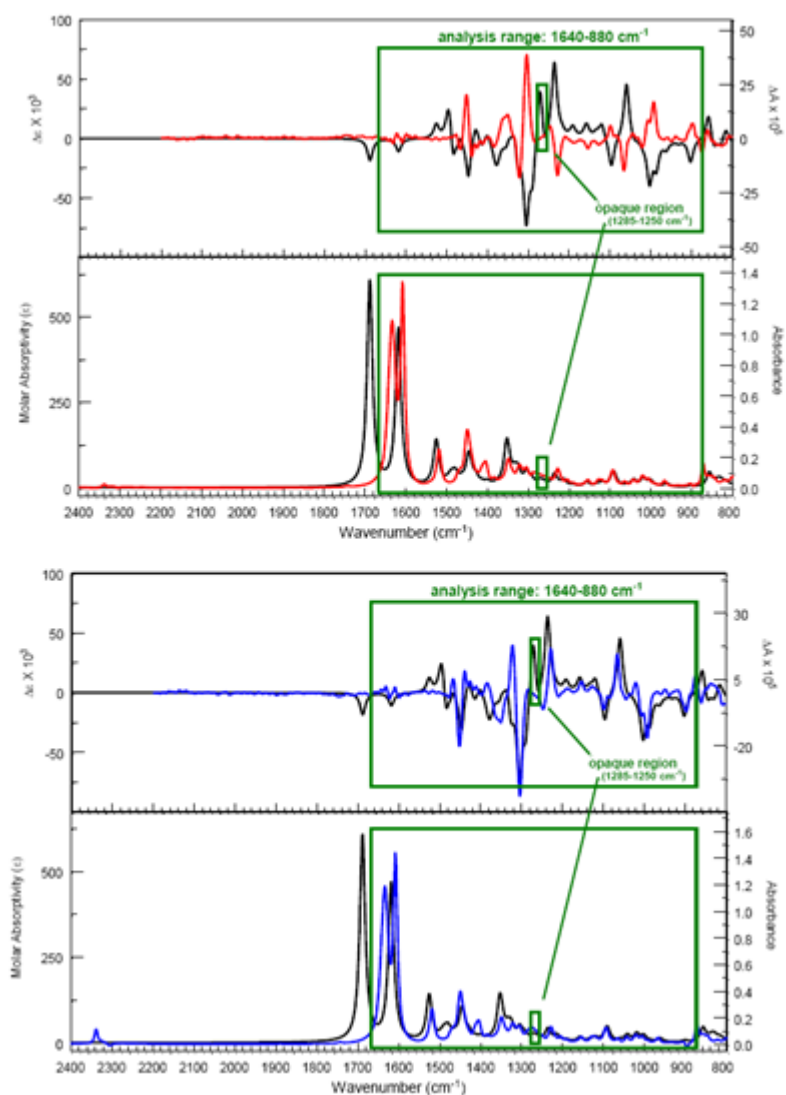 analysis range: 1640-880 cm⁻¹
100
50
0
-50
Δε X 10³
50
25
0
-25
-50
ΔA x 10⁵
opaque region
(1285-1250 cm⁻¹)
500
250
0
Molar Absorptivity (ε)
1.4
1.2
1.0
0.8
0.6
0.4
0.2
0.0
Absorbance
2400 2300 2200 2100 2000 1900 1800 1700 1600 1500 1400 1300 1200 1100 1000 900 800
Wavenumber (cm⁻¹)
analysis range: 1640-880 cm⁻¹
100
50
0
-50
Δε X 10³
30
5
-20
ΔA x 10⁵
opaque region
(1285-1250 cm⁻¹)
500
250
0
Molar Absorptivity (ε)
1.6
1.4
1.2
1.0
0.8
0.6
0.4
0.2
0.0
Absorbance
2400 2300 2200 2100 2000 1900 1800 1700 1600 1500 1400 1300 1200 1100 1000 900 800
Wavenumber (cm⁻¹)